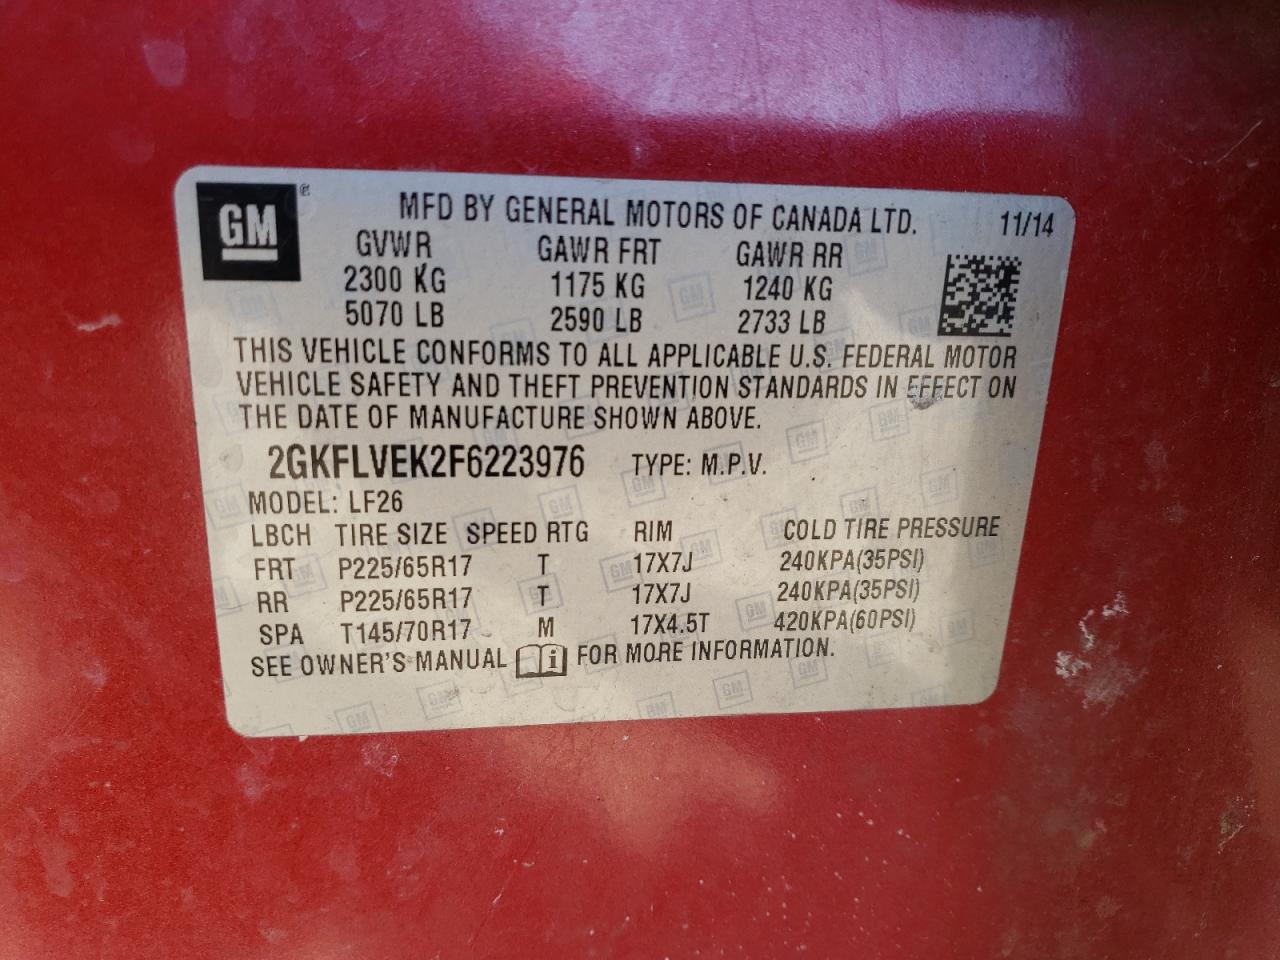 GM
MFD BY GENERAL MOTORS OF CANADA LTD. 11/14
GVWR GAWR FRT GAWR RR
2300 KG 1175 KG 1240 KG
5070 LB 2590 LB 2733 LB
THIS VEHICLE CONFORMS TO ALL APPLICABLE U.S. FEDERAL MOTOR
VEHICLE SAFETY AND THEFT PREVENTION STANDARDS IN EFFECT ON
THE DATE OF MANUFACTURE SHOWN ABOVE.
2GKFLVEK2F6223976 TYPE: M.P.V.
MODEL: LF26
LBCH TIRE SIZE SPEED RTG RIM COLD TIRE PRESSURE
FRT P225/65R17 T 17X7J 240KPA(35PSI)
RR P225/65R17 T 17X7J 240KPA(35PSI)
SPA T145/70R17 M 17X4.5T 420KPA(60PSI)
SEE OWNER'S MANUAL i FOR MORE INFORMATION.